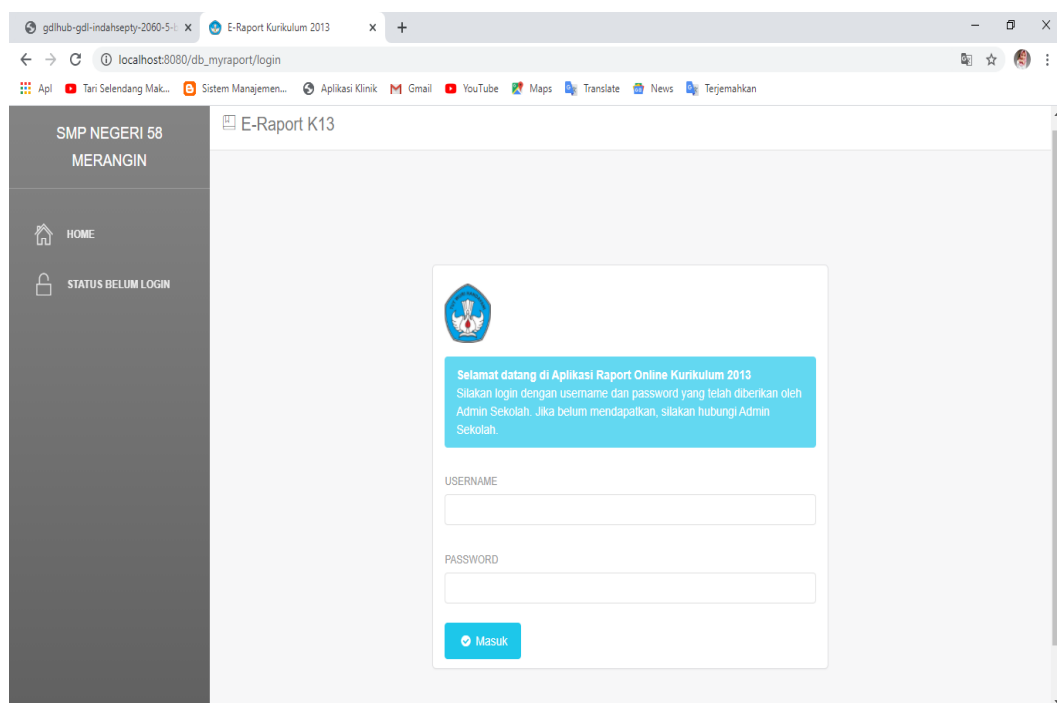 gdlhub-gdl-indahsepty-2060-5-b
E-Raport Kurikulum 2013
localhost:8080/db_myraport/login
Apl
Tari Selendang Mak...
Sistem Manajemen...
Aplikasi Klinik
Gmail
YouTube
Maps
Translate
News
Terjemahkan
SMP NEGERI 58
MERANGIN
E-Raport K13
HOME
STATUS BELUM LOGIN
Selamat datang di Aplikasi Raport Online Kurikulum 2013
Silakan login dengan username dan password yang telah diberikan oleh
Admin Sekolah. Jika belum mendapatkan, silakan hubungi Admin
Sekolah.
USERNAME
PASSWORD
Masuk